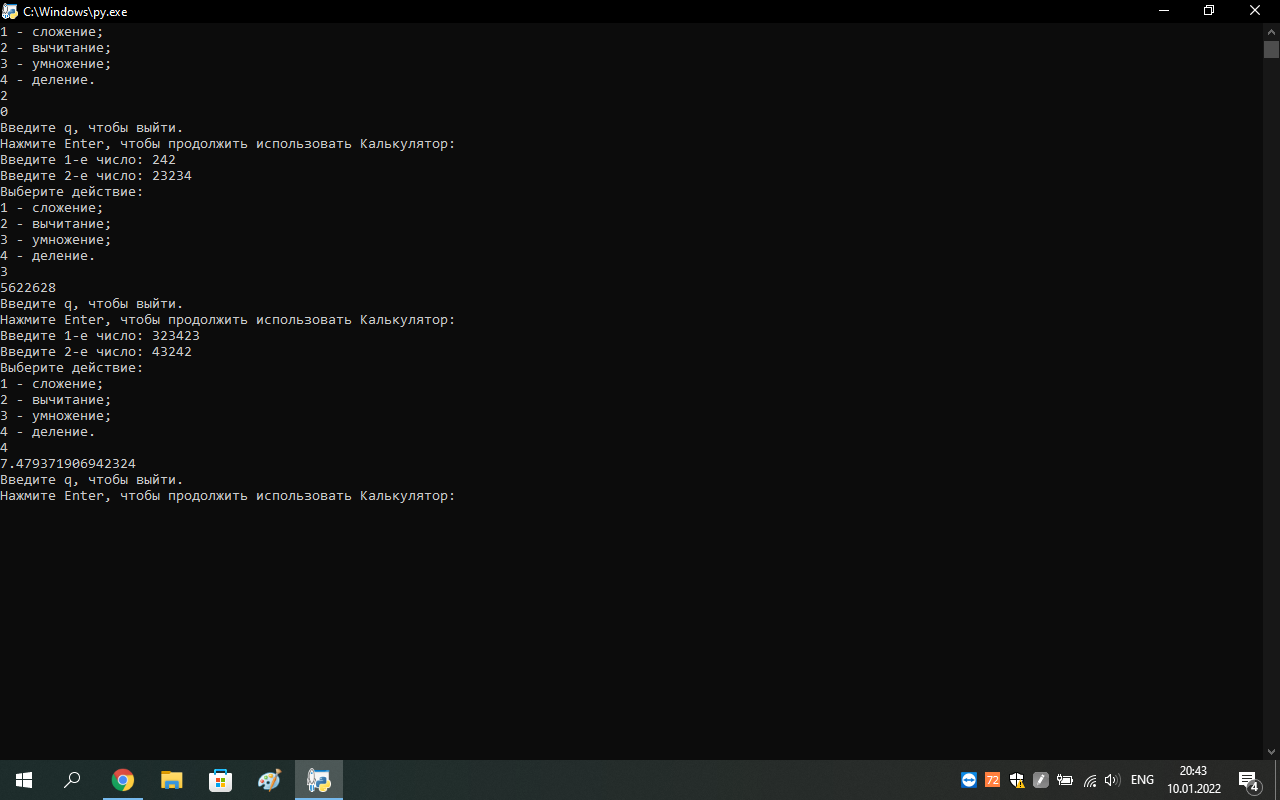 C:\Windows\py.exe
1 - сложение;
2 - вычитание;
3 - умножение;
4 - деление.
2
0
Введите q, чтобы выйти.
Нажмите Enter, чтобы продолжить использовать Калькулятор:
Введите 1-е число: 242
Введите 2-е число: 23234
Выберите действие:
1 - сложение;
2 - вычитание;
3 - умножение;
4 - деление.
3
5622628
Введите q, чтобы выйти.
Нажмите Enter, чтобы продолжить использовать Калькулятор:
Введите 1-е число: 323423
Введите 2-е число: 43242
Выберите действие:
1 - сложение;
2 - вычитание;
3 - умножение;
4 - деление.
4
7.479371906942324
Введите q, чтобы выйти.
Нажмите Enter, чтобы продолжить использовать Калькулятор:
72
ENG
20:43
10.01.2022
4